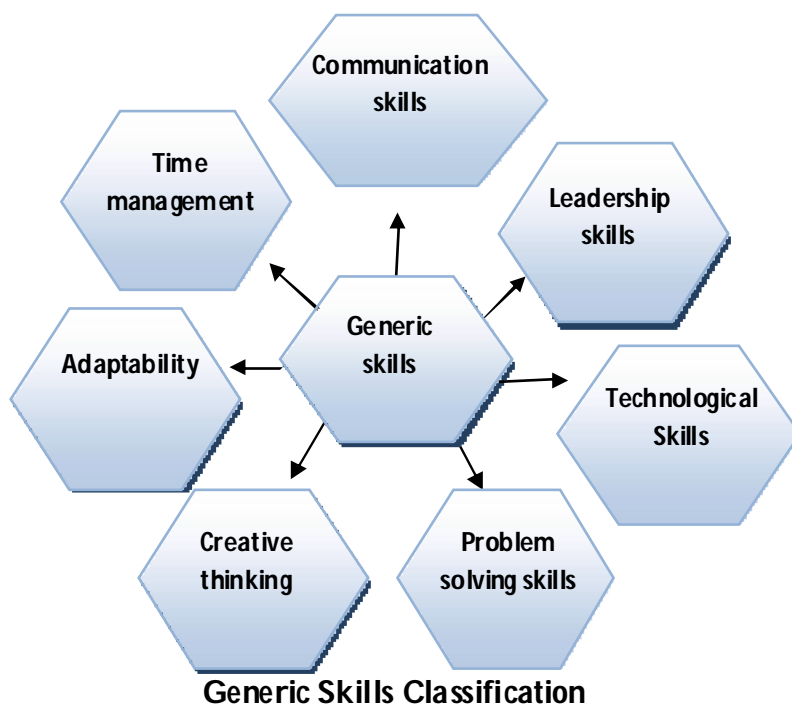 Communication
skills
Time
management
Leadership
skills
Generic
skills
Adaptability
Technological
Skills
Creative
thinking
Problem
solving skills
Generic Skills Classification